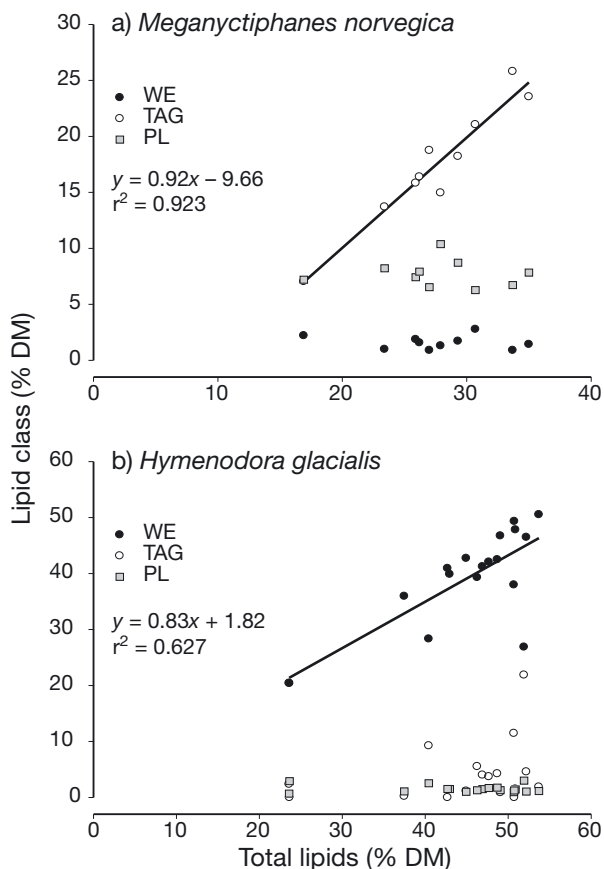 a) Meganyctiphanes norvegica
30
25
20
15
10
5
0
WE
TAG
PL
y = 0.92x – 9.66
r² = 0.923
0
10
20
30
40
Lipid class (% DM)
b) Hymenodora glacialis
60
50
40
30
20
10
0
WE
TAG
PL
y = 0.83x + 1.82
r² = 0.627
0
10
20
30
40
50
60
Total lipids (% DM)